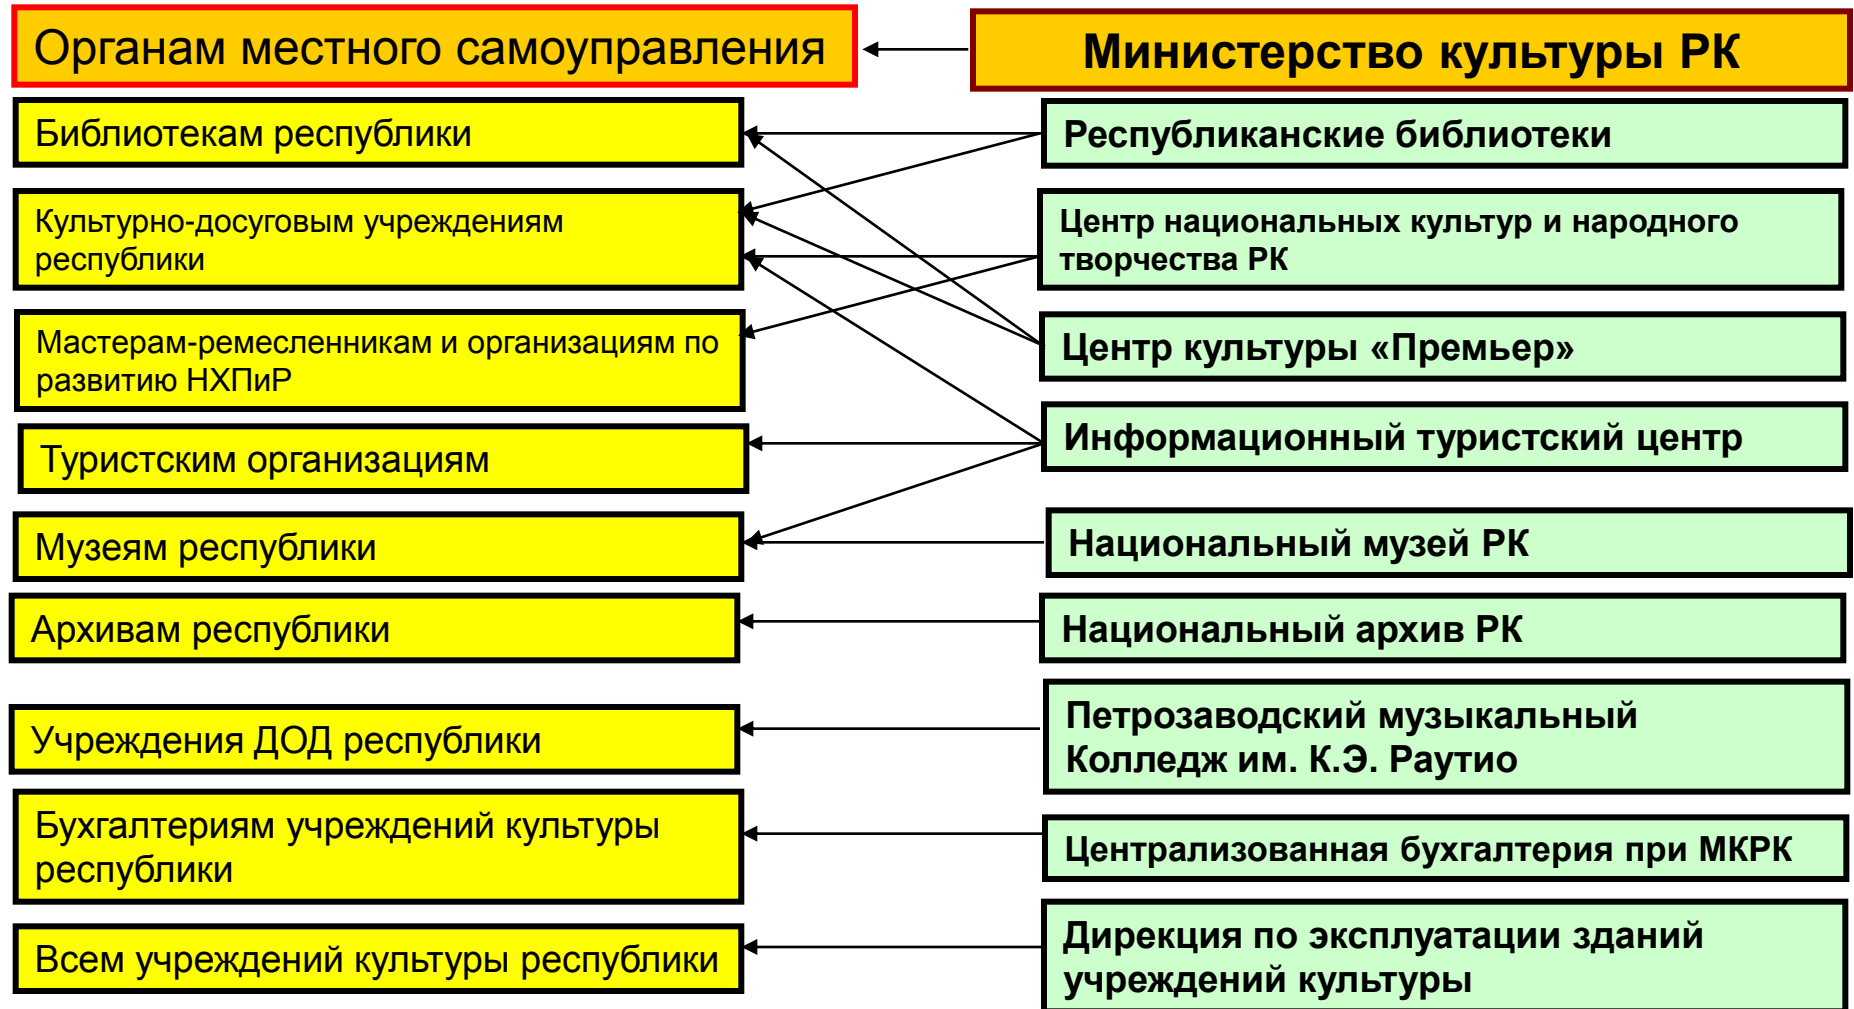 Органам местного самоуправления
Министерство культуры РК
Библиотекам республики
Республиканские библиотеки
Культурно-досуговым учреждениям
республики
Центр национальных культур и народного
творчества РК
Мастерам-ремесленникам и организациям по
развитию НХПиР
Центр культуры «Премьер»
Туристским организациям
Информационный туристский центр
Музеям республики
Национальный музей РК
Архивам республики
Национальный архив РК
Учреждения ДОД республики
Петрозаводский музыкальный
Колледж им. К.Э. Раутио
Бухгалтериям учреждений культуры
республики
Централизованная бухгалтерия при МКРК
Всем учреждений культуры республики
Дирекция по эксплуатации зданий
учреждений культуры